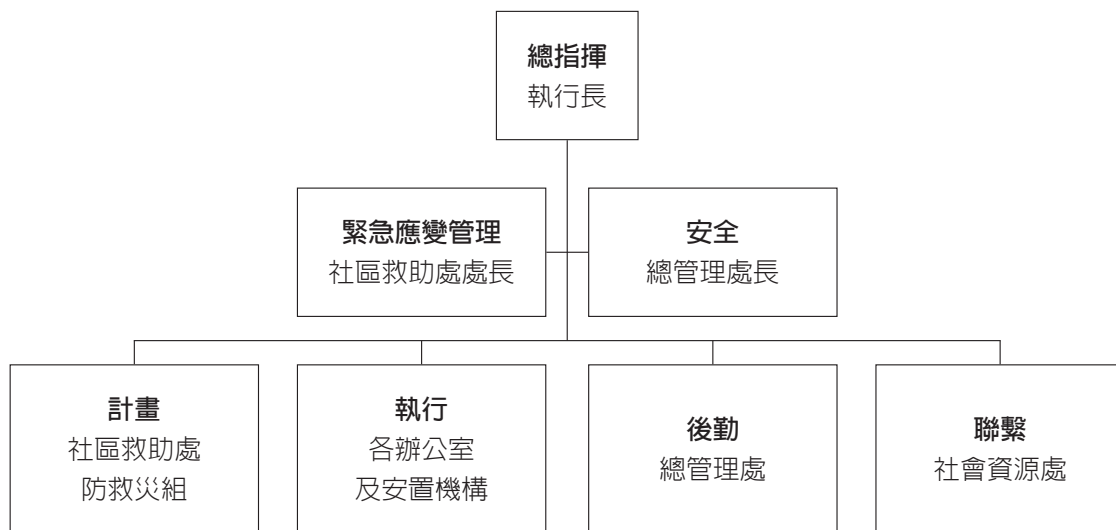 總指揮
執行長
緊急應變管理
社區救助處處長
安全
總管理處長
計畫
社區救助處
防救災組
執行
各辦公室
及安置機構
後勤
總管理處
聯繫
社會資源處